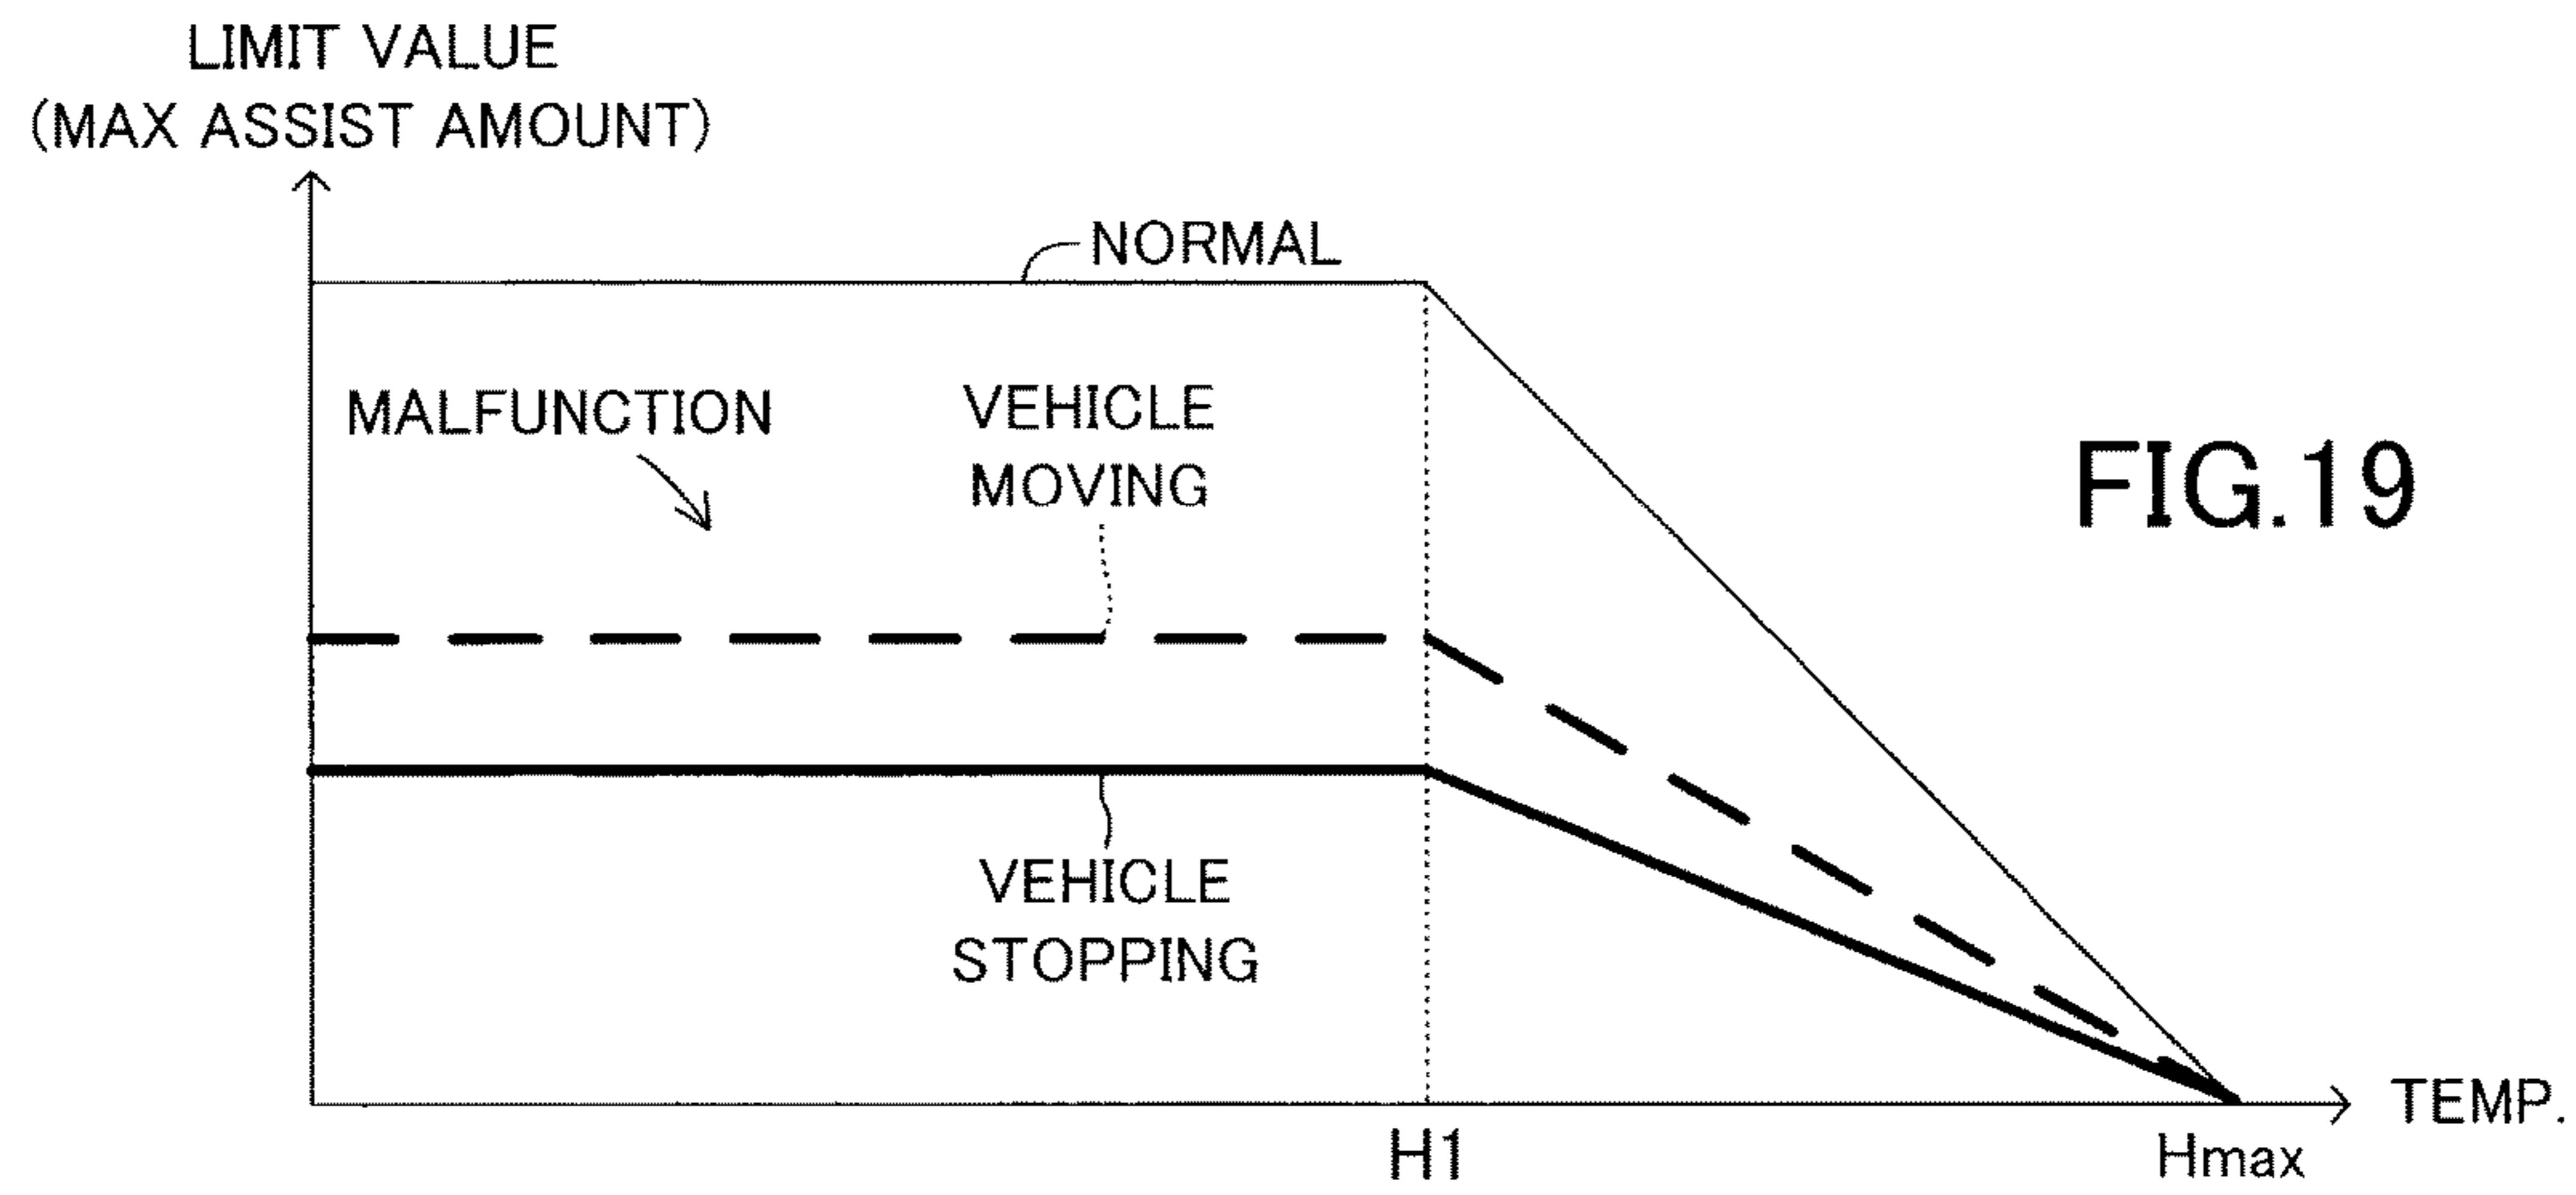 LIMIT VALUE
(MAX ASSIST AMOUNT)
NORMAL
MALFUNCTION
VEHICLE
MOVING
FIG.19
VEHICLE
STOPPING
TEMP.
H1
Hmax